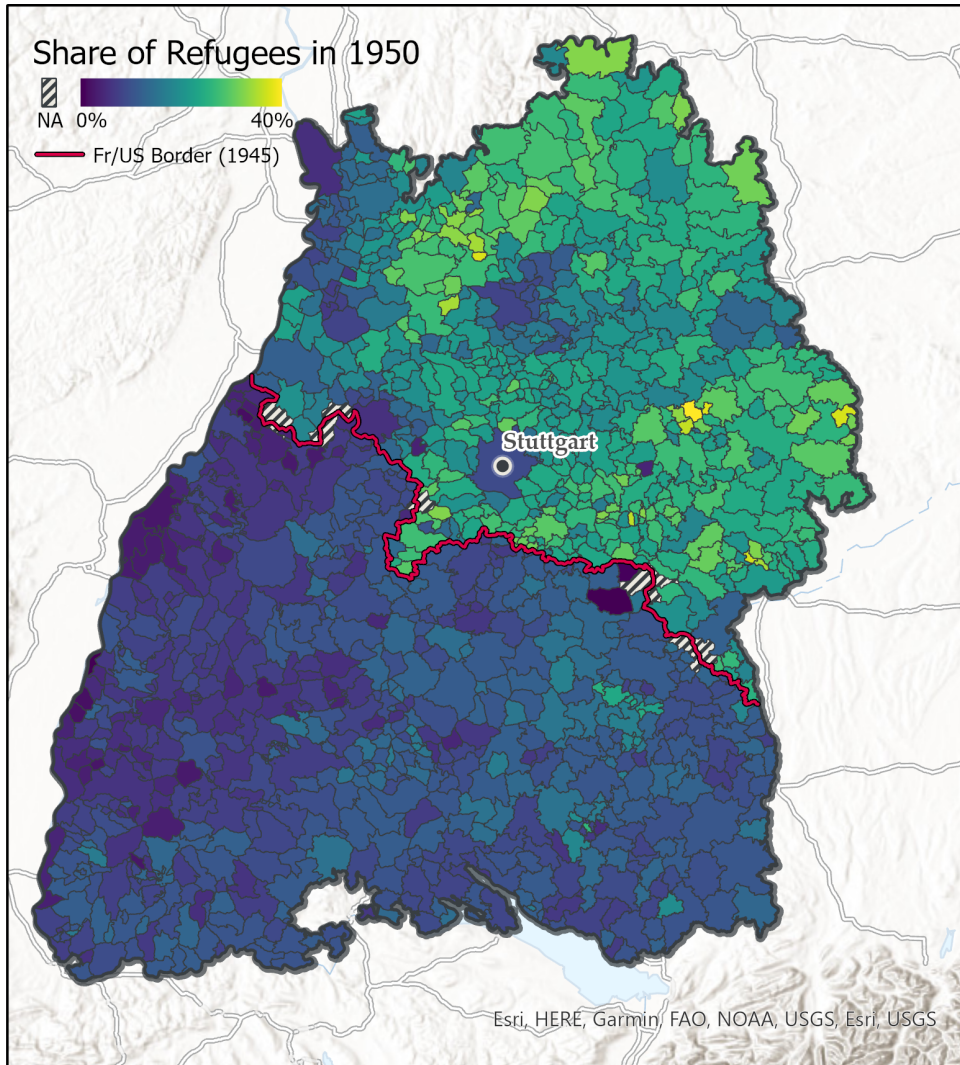 Share of Refugees in 1950
NA 0% 40%
Fr/US Border (1945)
Stuttgart
Esri, HERE, Garmin, FAO, NOAA, USGS, Esri, USGS